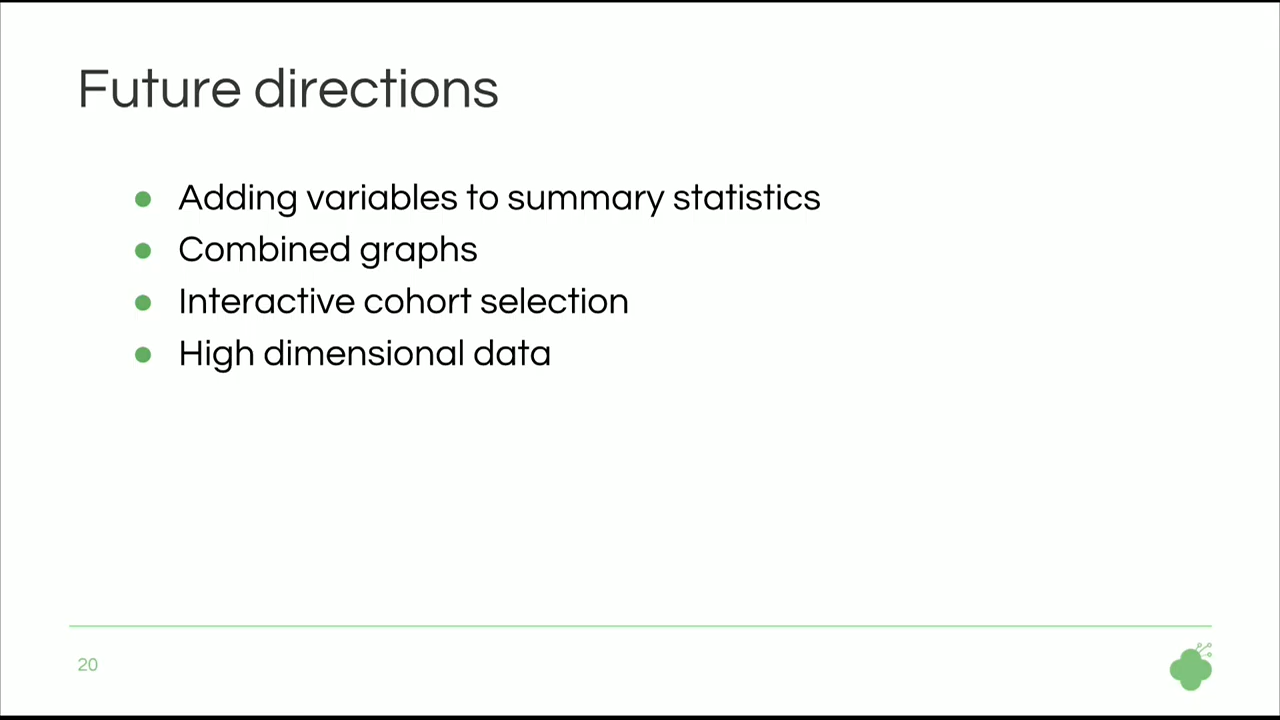 Future directions
Adding variables to summary statistics
Combined graphs
Interactive cohort selection
High dimensional data
20